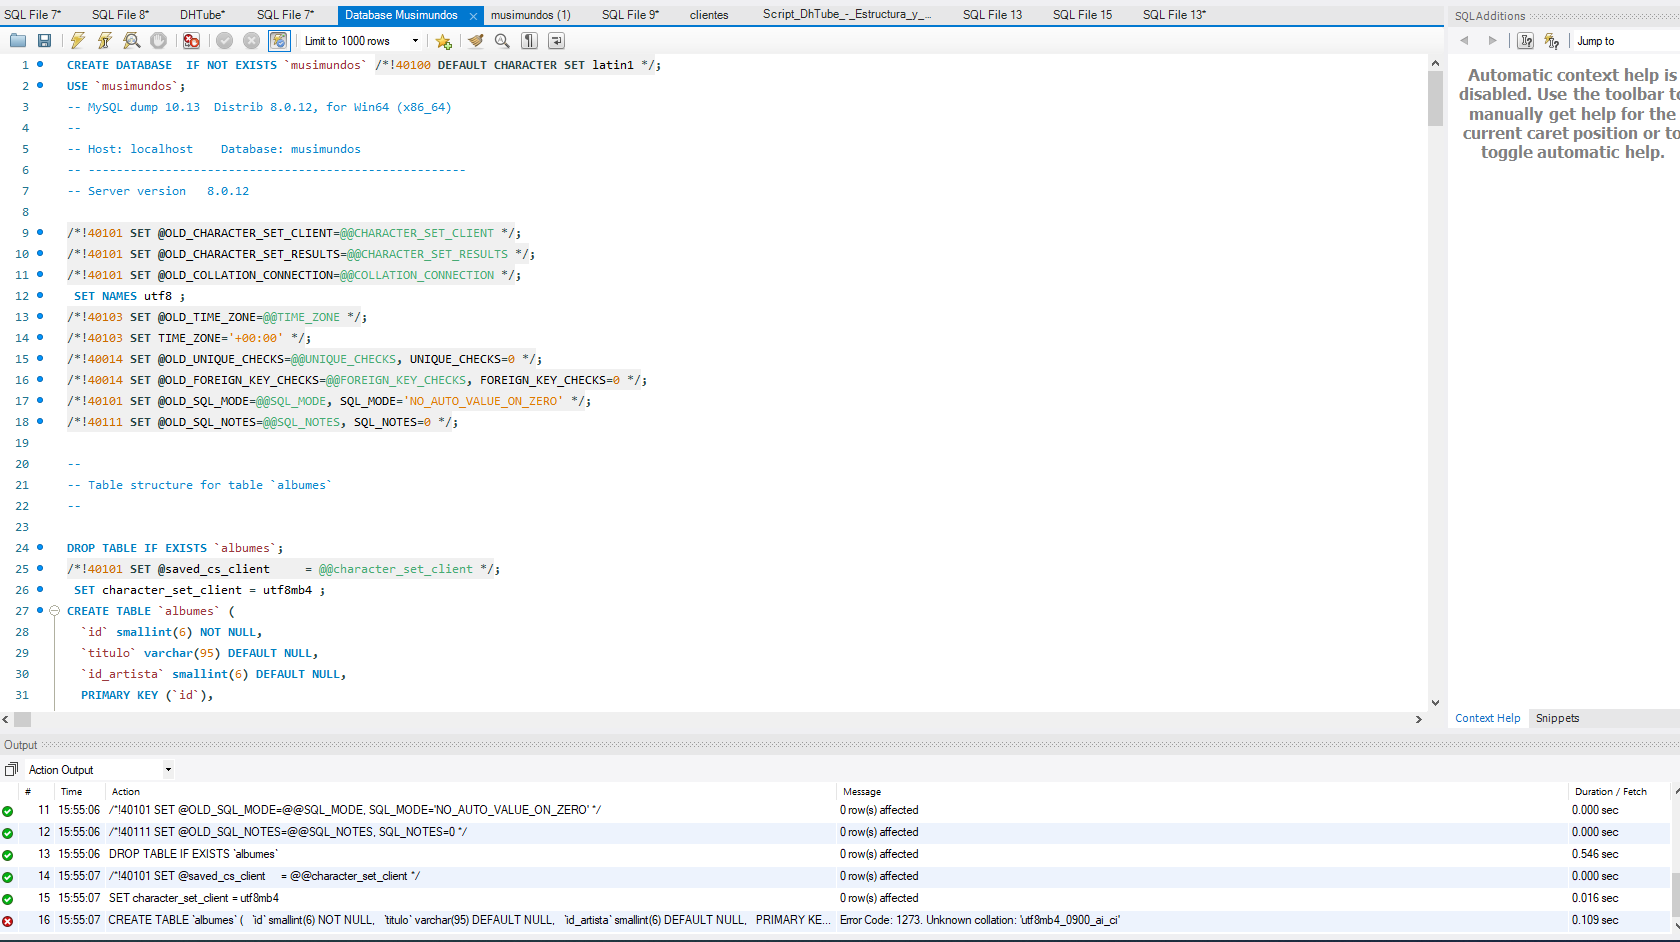 SQL File 7* SQL File 8* DHTube* SQL File 7* Database Musimundos musimundos (1) SQL File 9* clientes Script_DhTube_-_Estructura_y_... SQL File 13 SQL File 15 SQL File 13*
Limit to 1000 rows
1 CREATE DATABASE  IF NOT EXISTS `musimundos` /*!40100 DEFAULT CHARACTER SET latin1 */;
2 USE `musimundos`;
3 -- MySQL dump 10.13  Distrib 8.0.12, for Win64 (x86_64)
4 --
5 -- Host: localhost    Database: musimundos
6 -- ------------------------------------------------------
7 -- Server version   8.0.12
8
9 /*!40101 SET @OLD_CHARACTER_SET_CLIENT=@@CHARACTER_SET_CLIENT */;
10 /*!40101 SET @OLD_CHARACTER_SET_RESULTS=@@CHARACTER_SET_RESULTS */;
11 /*!40101 SET @OLD_COLLATION_CONNECTION=@@COLLATION_CONNECTION */;
12 SET NAMES utf8 ;
13 /*!40103 SET @OLD_TIME_ZONE=@@TIME_ZONE */;
14 /*!40103 SET TIME_ZONE='+00:00' */;
15 /*!40014 SET @OLD_UNIQUE_CHECKS=@@UNIQUE_CHECKS, UNIQUE_CHECKS=0 */;
16 /*!40014 SET @OLD_FOREIGN_KEY_CHECKS=@@FOREIGN_KEY_CHECKS, FOREIGN_KEY_CHECKS=0 */;
17 /*!40101 SET @OLD_SQL_MODE=@@SQL_MODE, SQL_MODE='NO_AUTO_VALUE_ON_ZERO' */;
18 /*!40111 SET @OLD_SQL_NOTES=@@SQL_NOTES, SQL_NOTES=0 */;
19
20 --
21 -- Table structure for table `albumes`
22 --
23
24 DROP TABLE IF EXISTS `albumes`;
25 /*!40101 SET @saved_cs_client     = @@character_set_client */;
26 SET character_set_client = utf8mb4 ;
27 CREATE TABLE `albumes` (
28 `id` smallint(6) NOT NULL,
29 `titulo` varchar(95) DEFAULT NULL,
30 `id_artista` smallint(6) DEFAULT NULL,
31 PRIMARY KEY (`id`),
SQLAdditions
Jump to
Automatic context help is
disabled. Use the toolbar to
manually get help for the
current caret position or to
toggle automatic help.
Context Help Snippets
Output
Action Output
# Time Action Message Duration / Fetch
11 15:55:06 /*!40101 SET @OLD_SQL_MODE=@@SQL_MODE, SQL_MODE='NO_AUTO_VALUE_ON_ZERO' */ 0 row(s) affected 0.000 sec
12 15:55:06 /*!40111 SET @OLD_SQL_NOTES=@@SQL_NOTES, SQL_NOTES=0 */ 0 row(s) affected 0.000 sec
13 15:55:06 DROP TABLE IF EXISTS `albumes` 0 row(s) affected 0.546 sec
14 15:55:07 /*!40101 SET @saved_cs_client     = @@character_set_client */ 0 row(s) affected 0.000 sec
15 15:55:07 SET character_set_client = utf8mb4 0 row(s) affected 0.016 sec
16 15:55:07 CREATE TABLE `albumes` (   `id` smallint(6) NOT NULL,   `titulo` varchar(95) DEFAULT NULL,   `id_artista` smallint(6) DEFAULT NULL,   PRIMARY KE... Error Code: 1273. Unknown collation: 'utf8mb4_0900_ai_ci' 0.109 sec